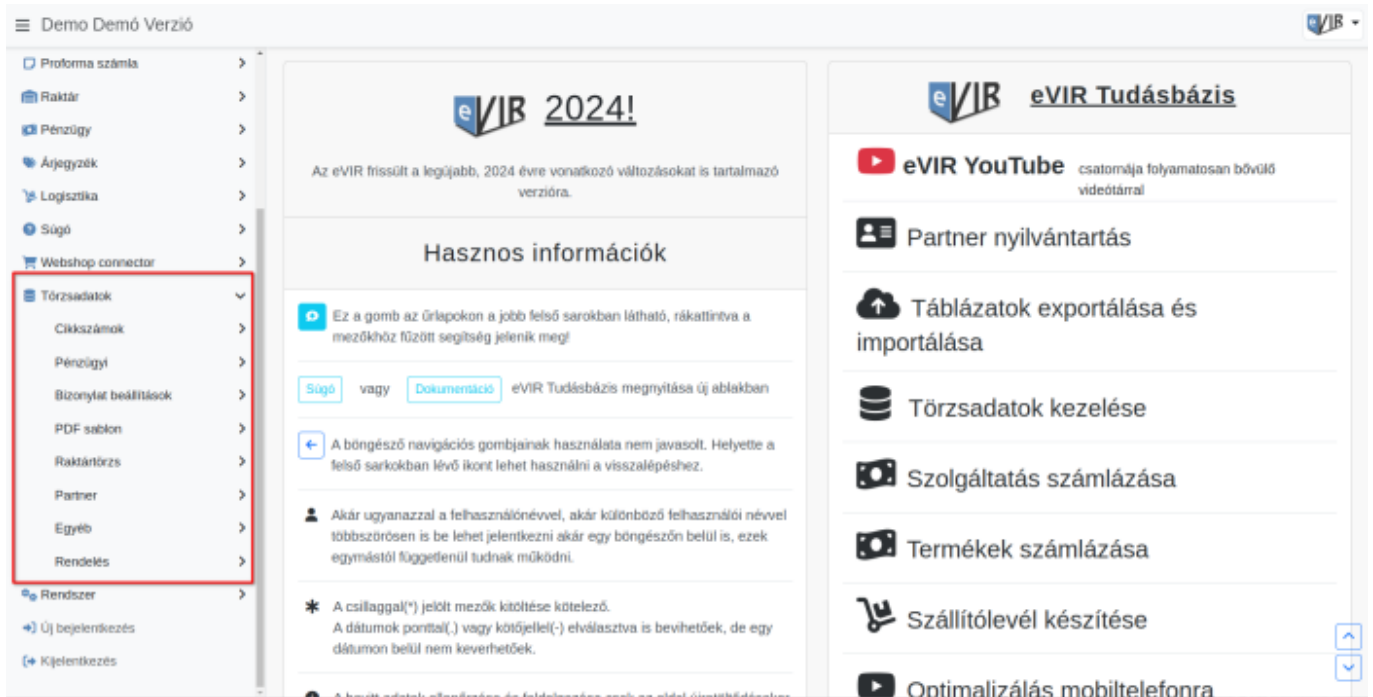 Demo Demó Verzió
eVIR
Proforma számla
Raktár
Pénzügy
Árjegyzék
Logisztika
Súgó
Webshop connector
Törzsadatok
Cikkszámok
Pénzügyi
Bizonylat beállítások
PDF sablon
Raktártörzs
Partner
Egyéb
Rendelés
Rendszer
Új bejelentkezés
Kijelentkezés
eVIR 2024!
Az eVIR frissült a legújabb, 2024 évre vonatkozó változásokat is tartalmazó
verzióra.
Hasznos információk
Ez a gomb az űrlapokon a jobb felső sarokban látható, rákattintva a
mezőkhöz fűzött segítség jelenik meg!
Súgó vagy Dokumentáció eVIR Tudásbázis megnyitása új ablakban
A böngésző navigációs gombjainak használata nem javasolt. Helyette a
felső sarkokban lévő ikont lehet használni a visszalépéshez.
Akár ugyanazzal a felhasználónévvel, akár különböző felhasználói névvel
többszörösen is be lehet jelentkezni akár egy böngészőn belül is, ezek
egymástól függetlenül tudnak működni.
A csillaggal(*) jelölt mezők kitöltése kötelező.
A dátumok ponttal(.) vagy kötőjellel(-) elválasztva is bevihetőek, de egy
dátumon belül nem keverhetőek.
eVIR eVIR Tudásbázis
eVIR YouTube csatornája folyamatosan bővülő
videótárral
Partner nyilvántartás
Táblázatok exportálása és
importálása
Törzsadatok kezelése
Szolgáltatás számlázása
Termékek számlázása
Szállítólevél készítése
Optimalizálás mobiltelefonra